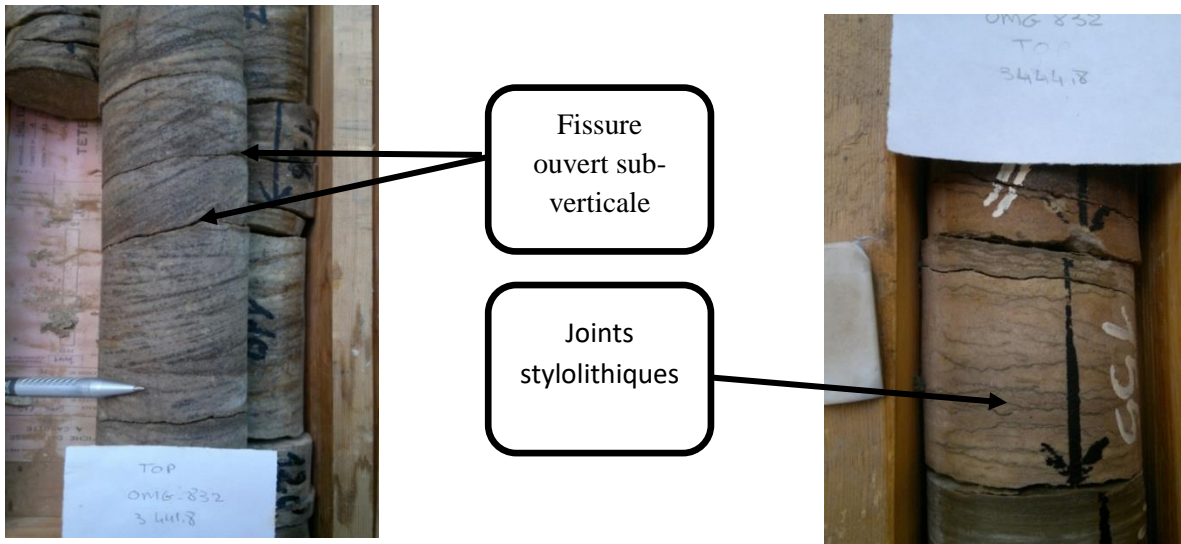 Fissure
ouvert sub-
verticale
Joints
stylolithiques
TOP
OMG-832
3441,8
OMG 832
TOP
3444.8